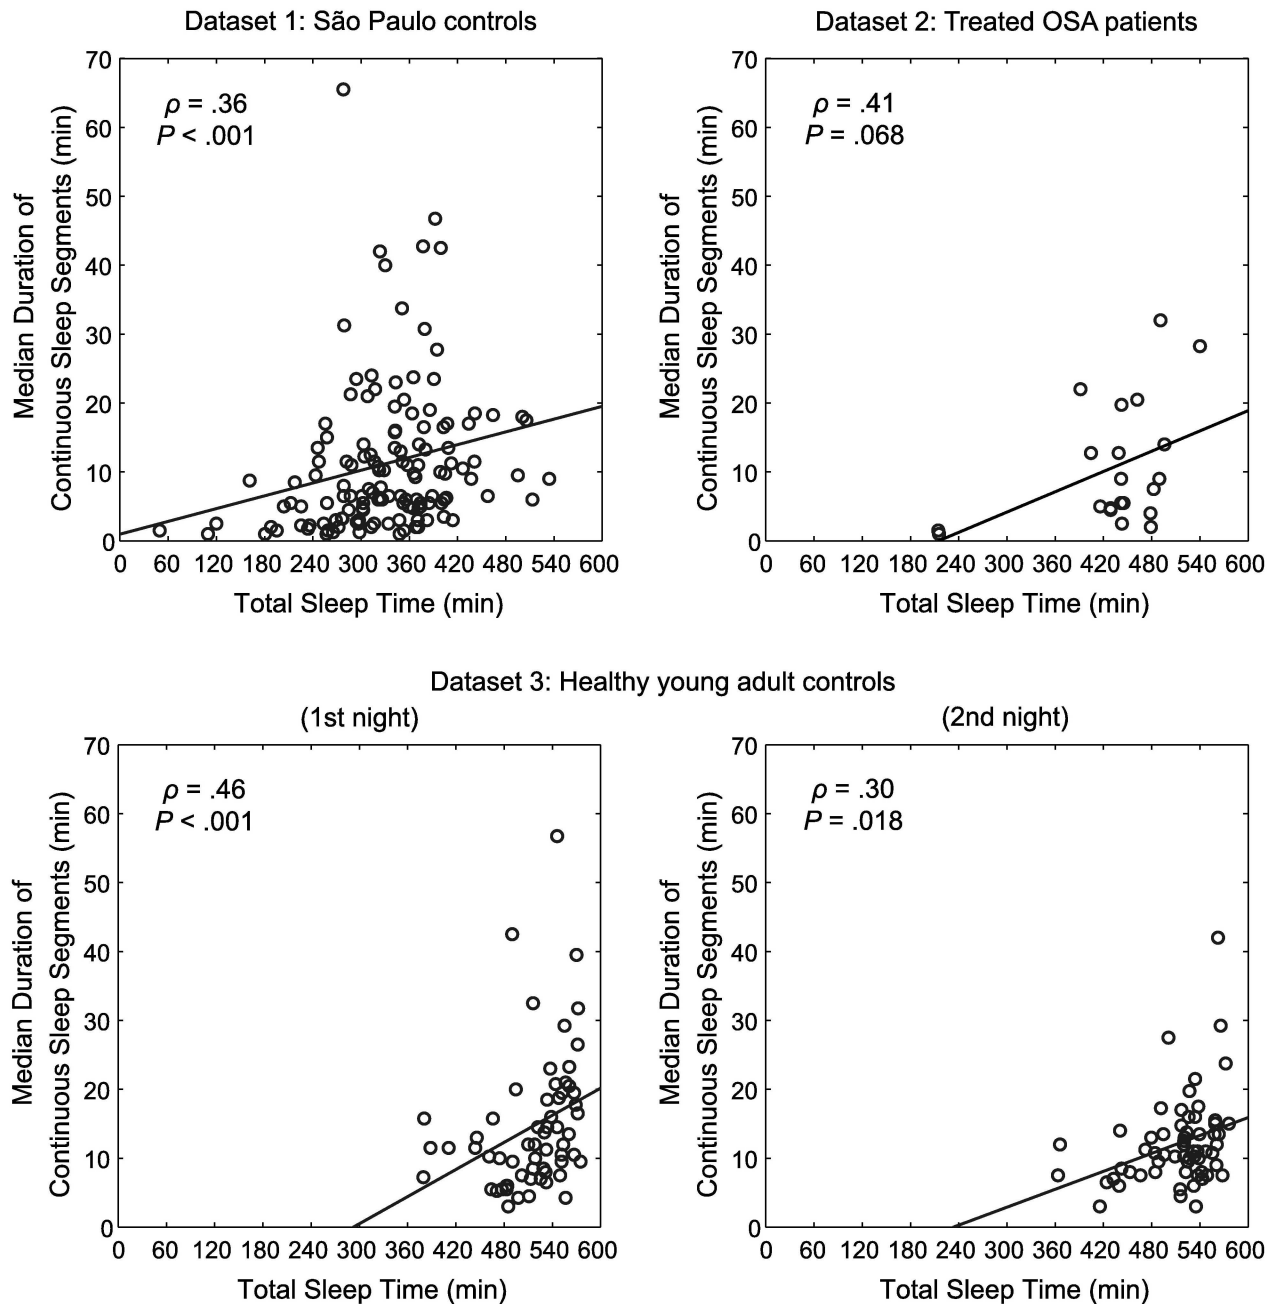 Dataset 1: São Paulo controls
ρ = .36
P < .001
Median Duration of
Continuous Sleep Segments (min)
70
60
50
40
30
20
10
0
0 60 120 180 240 300 360 420 480 540 600
Total Sleep Time (min)
Dataset 2: Treated OSA patients
ρ = .41
P = .068
Median Duration of
Continuous Sleep Segments (min)
70
60
50
40
30
20
10
0
0 60 120 180 240 300 360 420 480 540 600
Total Sleep Time (min)
Dataset 3: Healthy young adult controls
(1st night)
ρ = .46
P < .001
Median Duration of
Continuous Sleep Segments (min)
70
60
50
40
30
20
10
0
0 60 120 180 240 300 360 420 480 540 600
Total Sleep Time (min)
(2nd night)
ρ = .30
P = .018
Median Duration of
Continuous Sleep Segments (min)
70
60
50
40
30
20
10
0
0 60 120 180 240 300 360 420 480 540 600
Total Sleep Time (min)